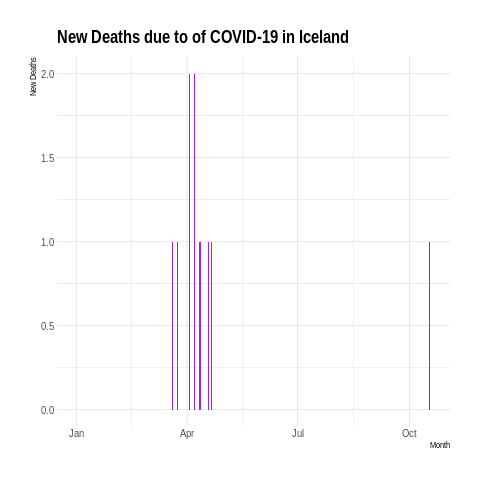 New Deaths due to of COVID-19 in Iceland
New Deaths
2.0
1.5
1.0
0.5
0.0
Jan Apr Jul Oct
Month